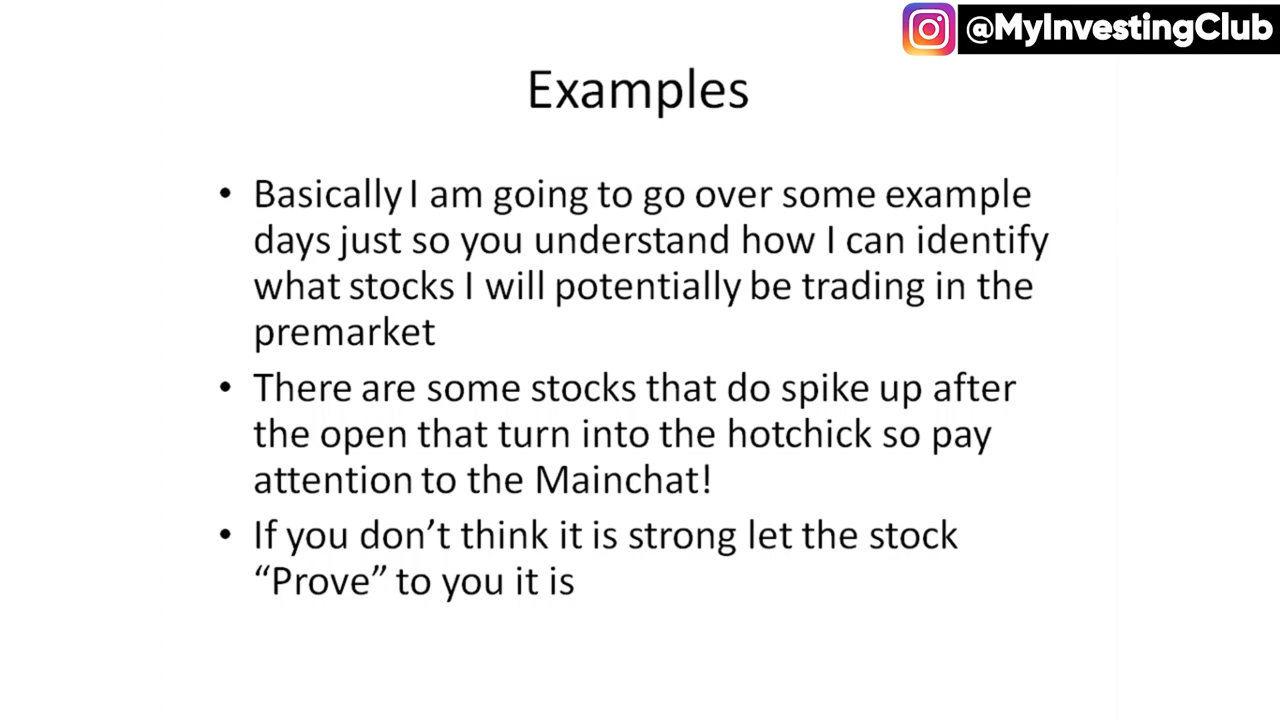 @MyInvestingClub
Examples
• Basically I am going to go over some example
days just so you understand how I can identify
what stocks I will potentially be trading in the
premarket
• There are some stocks that do spike up after
the open that turn into the hotchick so pay
attention to the Mainchat!
• If you don’t think it is strong let the stock
“Prove” to you it is